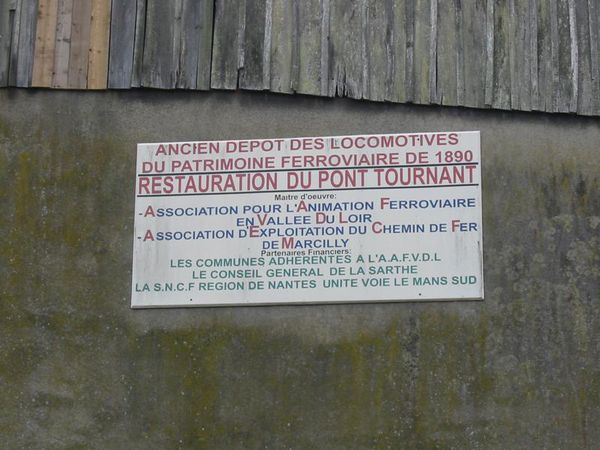 ANCIEN DEPOT DES LOCOMOTIVES
DU PATRIMOINE FERROVIAIRE DE 1890
RESTAURATION DU PONT TOURNANT
Maître d'oeuvre:
-ASSOCIATION POUR L'ANIMATION FERROVIAIRE
EN VALLEE DU LOIR
-ASSOCIATION D'EXPLOITATION DU CHEMIN DE FER
DE MARCILLY
Partenaires Financiers:
LES COMMUNES ADHERENTES A L'A.A.F.V.D.L
LE CONSEIL GENERAL DE LA SARTHE
LA S.N.C.F REGION DE NANTES UNITE VOIE LE MANS SUD